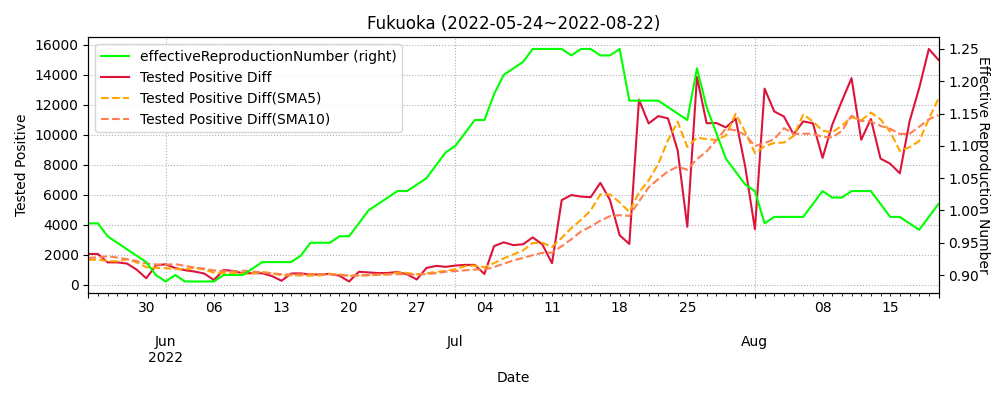 Fukuoka (2022-05-24~2022-08-22)
effectiveReproductionNumber (right)
Tested Positive Diff
Tested Positive Diff(SMA5)
Tested Positive Diff(SMA10)
Tested Positive
16000
14000
12000
10000
8000
6000
4000
2000
0
1.25
1.20
1.15
1.10
1.05
1.00
0.95
0.90
Effective Reproduction Number
30 06 13 20 27 04 11 18 25 08 15
Jun Jul Aug
2022
Date